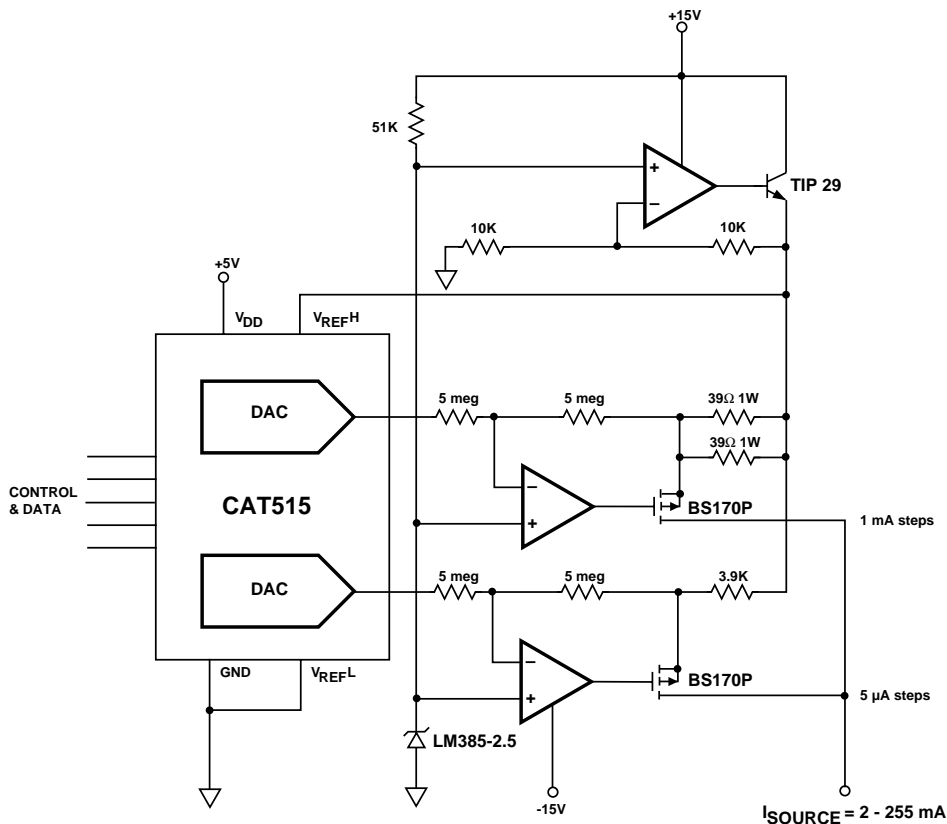 +15V
51K
+
−
TIP 29
10K
10K
+5V
VDD
VREFH
DAC
5 meg
5 meg
39Ω 1W
39Ω 1W
−
+
BS170P
1 mA steps
CONTROL
& DATA
CAT515
DAC
5 meg
5 meg
3.9K
−
+
BS170P
5 µA steps
GND
VREFL
LM385-2.5
-15V
ISOURCE = 2 - 255 mA